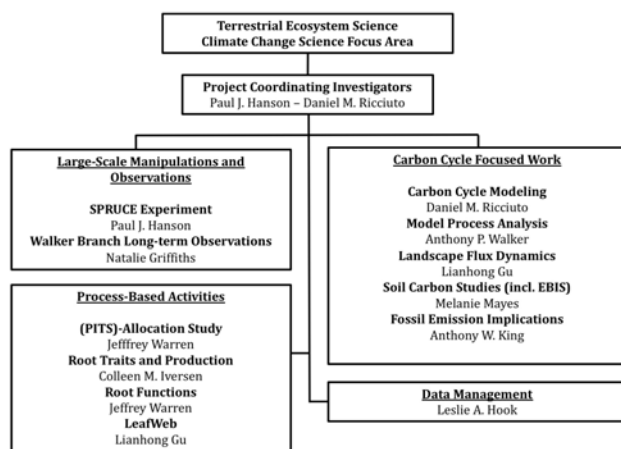 Terrestrial Ecosystem Science
Climate Change Science Focus Area
Project Coordinating Investigators
Paul J. Hanson – Daniel M. Ricciuto
Large-Scale Manipulations and
Observations
SPRUCE Experiment
Paul J. Hanson
Walker Branch Long-term Observations
Natalie Griffiths
Process-Based Activities
(PITS)-Allocation Study
Jefffrey Warren
Root Traits and Production
Colleen M. Iversen
Root Functions
Jeffrey Warren
LeafWeb
Lianhong Gu
Carbon Cycle Focused Work
Carbon Cycle Modeling
Daniel M. Ricciuto
Model Process Analysis
Anthony P. Walker
Landscape Flux Dynamics
Lianhong Gu
Soil Carbon Studies (incl. EBIS)
Melanie Mayes
Fossil Emission Implications
Anthony W. King
Data Management
Leslie A. Hook